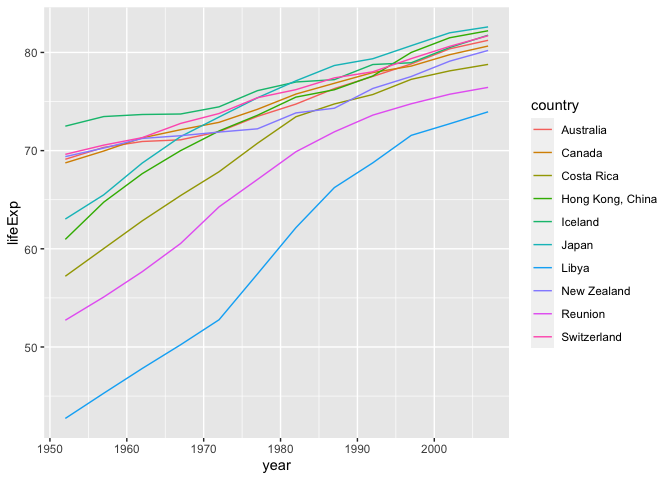 80
70
60
50
lifeExp
1950
1960
1970
1980
1990
2000
year
country
Australia
Canada
Costa Rica
Hong Kong, China
Iceland
Japan
Libya
New Zealand
Reunion
Switzerland